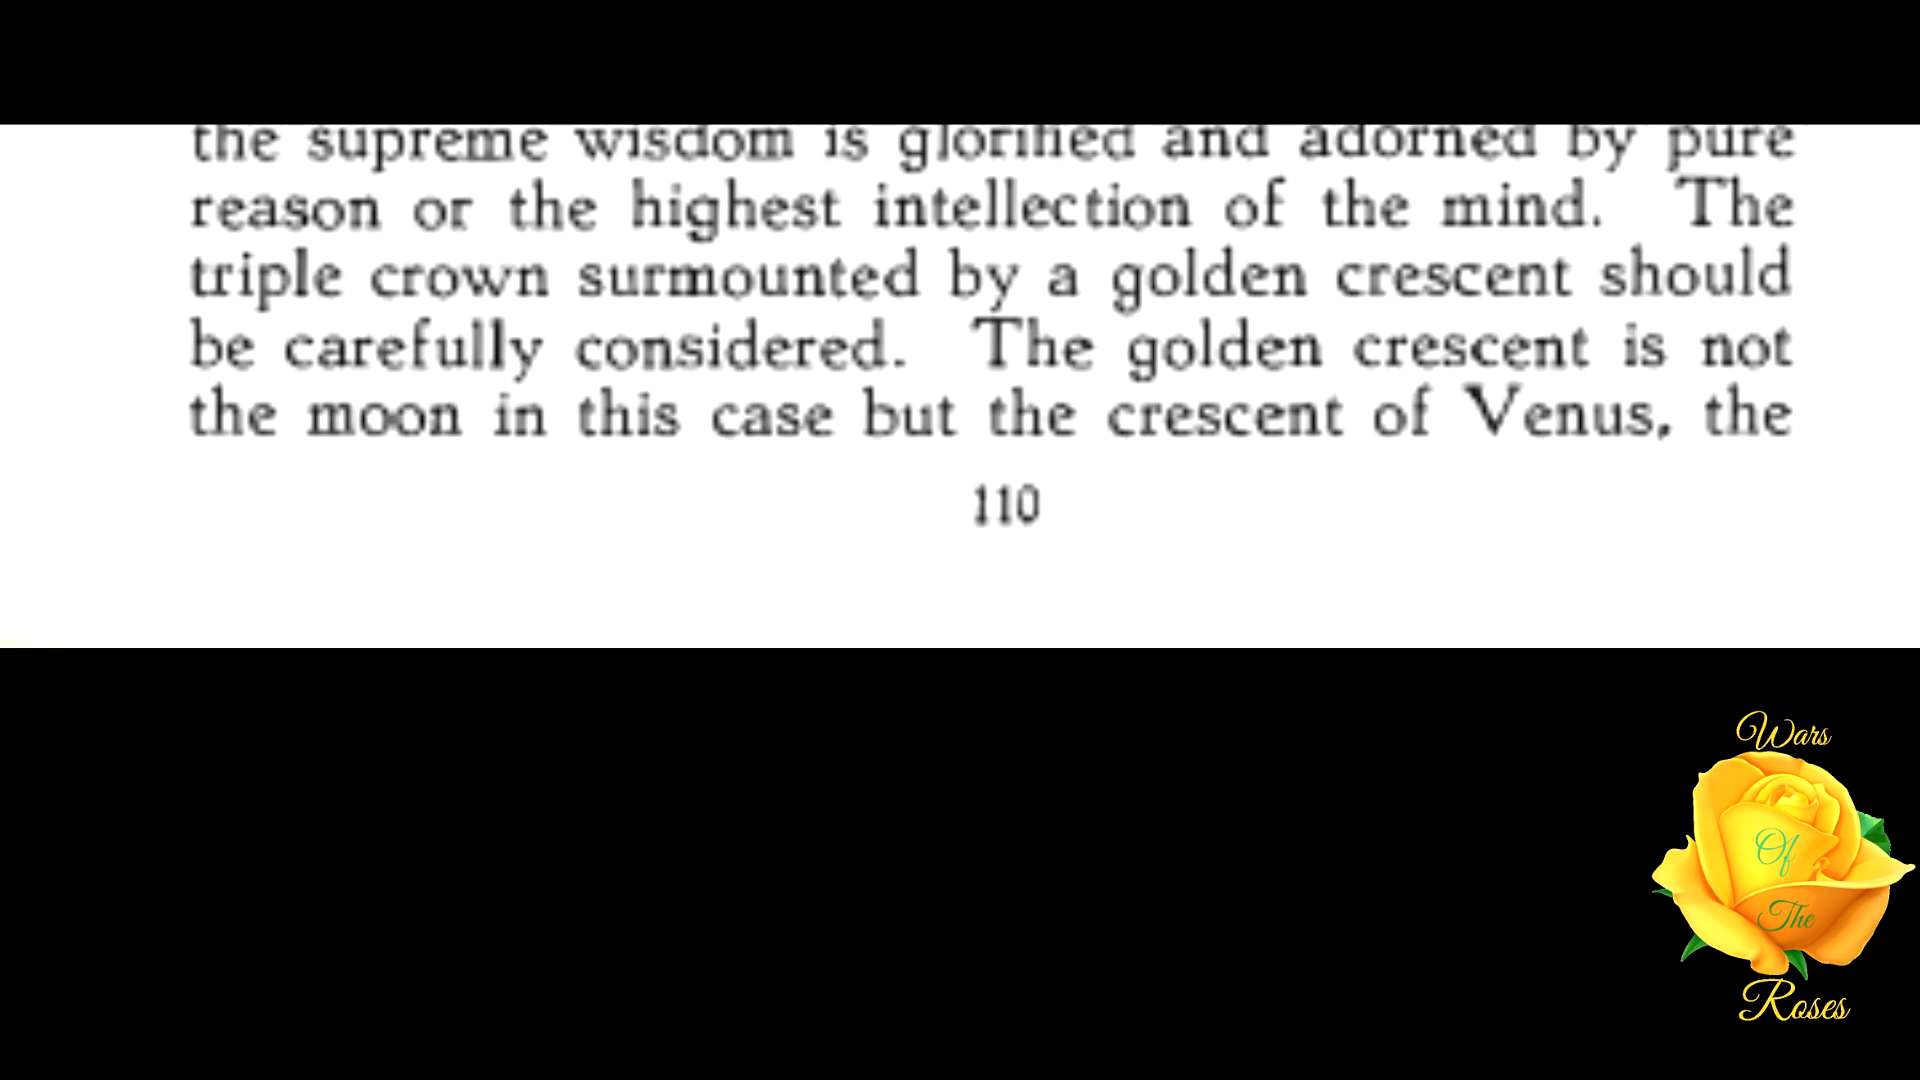 the supreme wisdom is glorified and adorned by pure
reason or the highest intellection of the mind. The
triple crown surmounted by a golden crescent should
be carefully considered. The golden crescent is not
the moon in this case but the crescent of Venus, the
110
Wars
Of
The
Roses